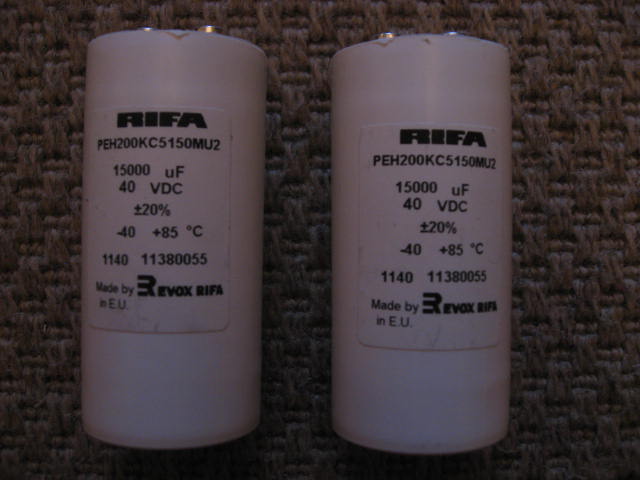 RIFA
PEH200KC5150MU2
15000 uF
40 VDC
±20%
-40 +85 °C
1140 11380055
Made by EVOX RIFA
in E.U.
RIFA
PEH200KC5150MU2
15000 uF
40 VDC
±20%
-40 +85 °C
1140 11380055
Made by EVOX RIFA
in E.U.